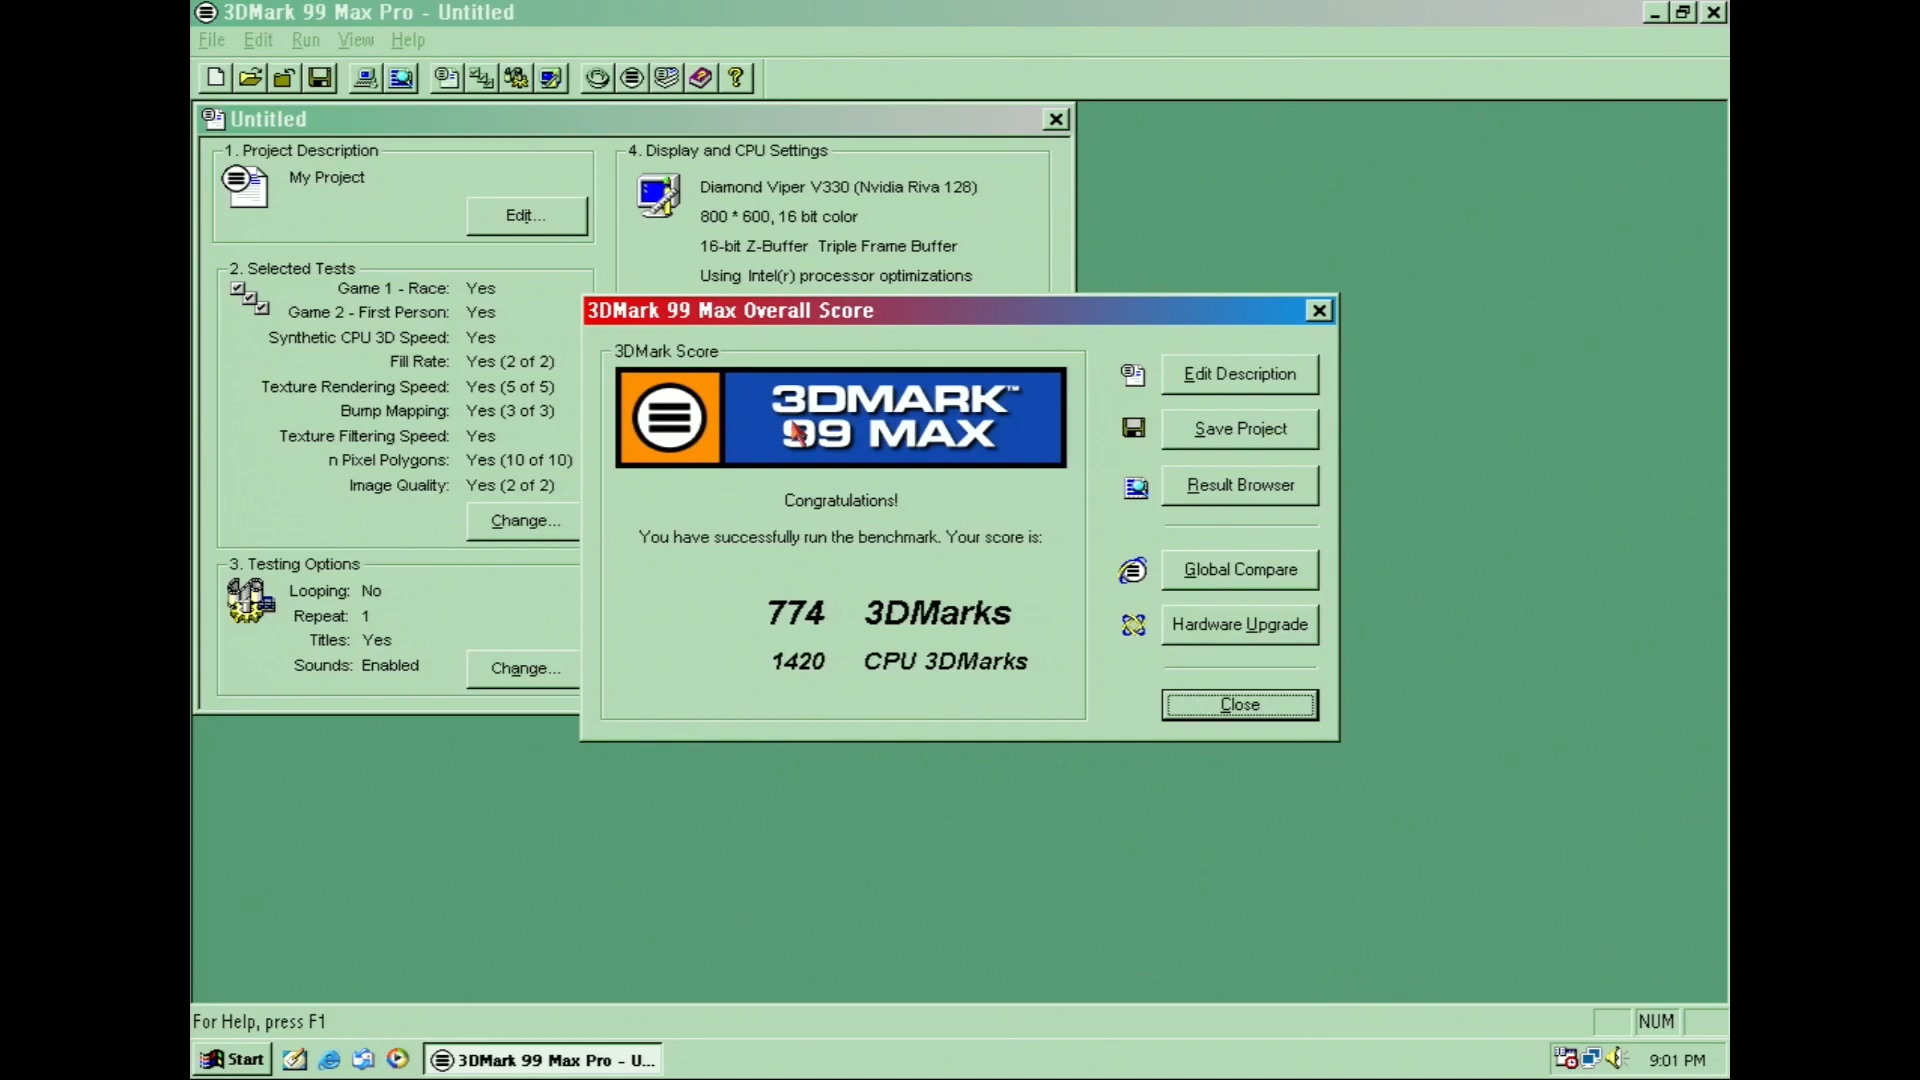 3DMark 99 Max Pro - Untitled
File Edit Run View Help
Untitled
1. Project Description
My Project
Edit...
2. Selected Tests
Game 1 - Race: Yes
Game 2 - First Person: Yes
Synthetic CPU 3D Speed: Yes
Fill Rate: Yes (2 of 2)
Texture Rendering Speed: Yes (5 of 5)
Bump Mapping: Yes (3 of 3)
Texture Filtering Speed: Yes
n Pixel Polygons: Yes (10 of 10)
Image Quality: Yes (2 of 2)
Change...
3. Testing Options
Looping: No
Repeat: 1
Titles: Yes
Sounds: Enabled
Change...
4. Display and CPU Settings
Diamond Viper V330 (Nvidia Riva 128)
800 * 600, 16 bit color
16-bit Z-Buffer Triple Frame Buffer
Using Intel(r) processor optimizations
3DMark 99 Max Overall Score
3DMark Score
3DMARK™
99 MAX
Congratulations!
You have successfully run the benchmark. Your score is:
774 3DMarks
1420 CPU 3DMarks
Edit Description
Save Project
Result Browser
Global Compare
Hardware Upgrade
Close
For Help, press F1
NUM
Start
3DMark 99 Max Pro - U...
9:01 PM